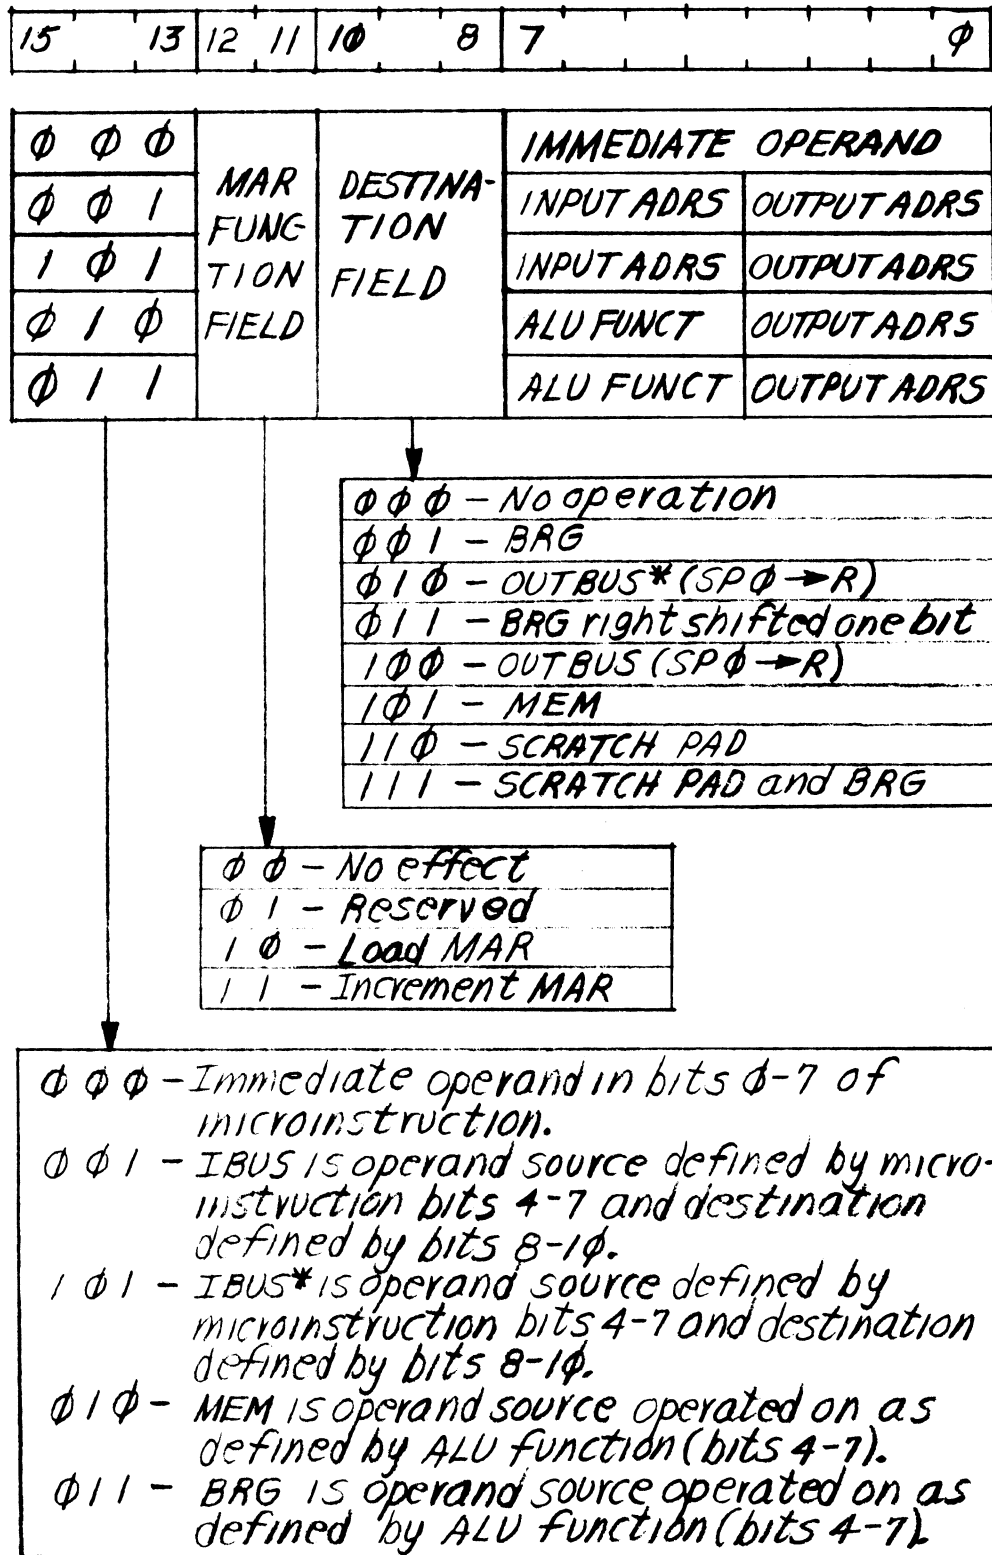 15 13 12 11 10 8 7 φ
φ φ φ
φ φ 1
1 φ 1
φ 1 φ
φ 1 1
MAR
FUNC-
TION
FIELD
DESTINA-
TION
FIELD
IMMEDIATE OPERAND
INPUT ADRS OUTPUT ADRS
INPUT ADRS OUTPUT ADRS
ALU FUNCT OUTPUT ADRS
ALU FUNCT OUTPUT ADRS
φ φ φ - No operation
φ φ 1 - BRG
φ 1 φ - OUTBUS* (SP φ → R)
φ 1 1 - BRG right shifted one bit
1 φ φ - OUTBUS (SP φ → R)
1 φ 1 - MEM
1 1 φ - SCRATCH PAD
1 1 1 - SCRATCH PAD and BRG
φ φ - No effect
φ 1 - Reserved
1 φ - Load MAR
1 1 - Increment MAR
φ φ φ - Immediate operand in bits φ-7 of
microinstruction.
φ φ 1 - IBUS is operand source defined by micro-
instruction bits 4-7 and destination
defined by bits 8-1φ.
1 φ 1 - IBUS* is operand source defined by
microinstruction bits 4-7 and destination
defined by bits 8-1φ.
φ 1 φ - MEM is operand source operated on as
defined by ALU function (bits 4-7).
φ 1 1 - BRG is operand source operated on as
defined by ALU function (bits 4-7).